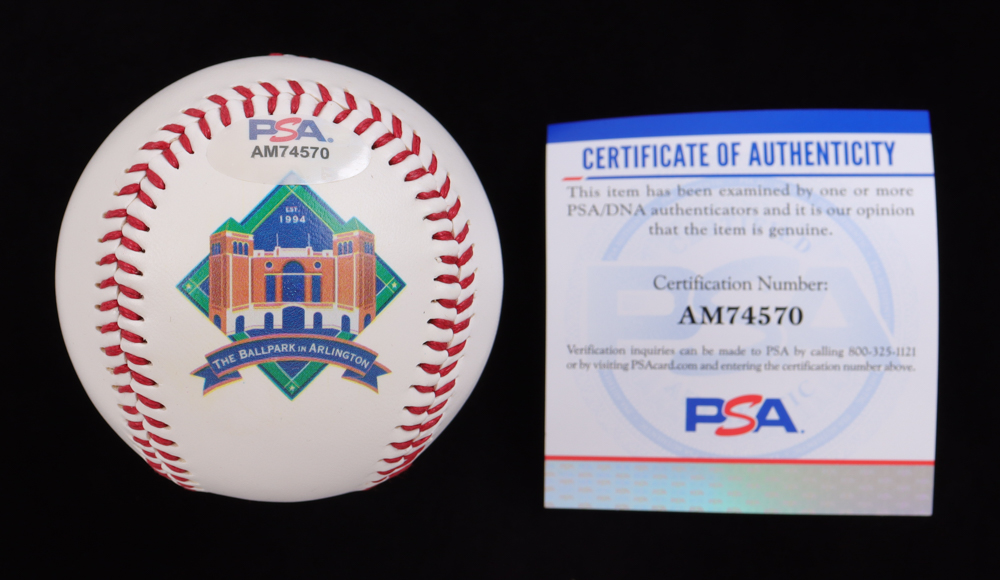 PSA.
AM74570
EST.
1994
THE BALLPARK IN ARLINGTON
CERTIFICATE OF AUTHENTICITY
This item has been examined by one or more
PSA/DNA authenticators and it is our opinion
that the item is genuine.
Certification Number:
AM74570
Verification inquiries can be made to PSA by calling 800-325-1121
or by visiting PSAcard.com and entering the certification number above.
PSA.